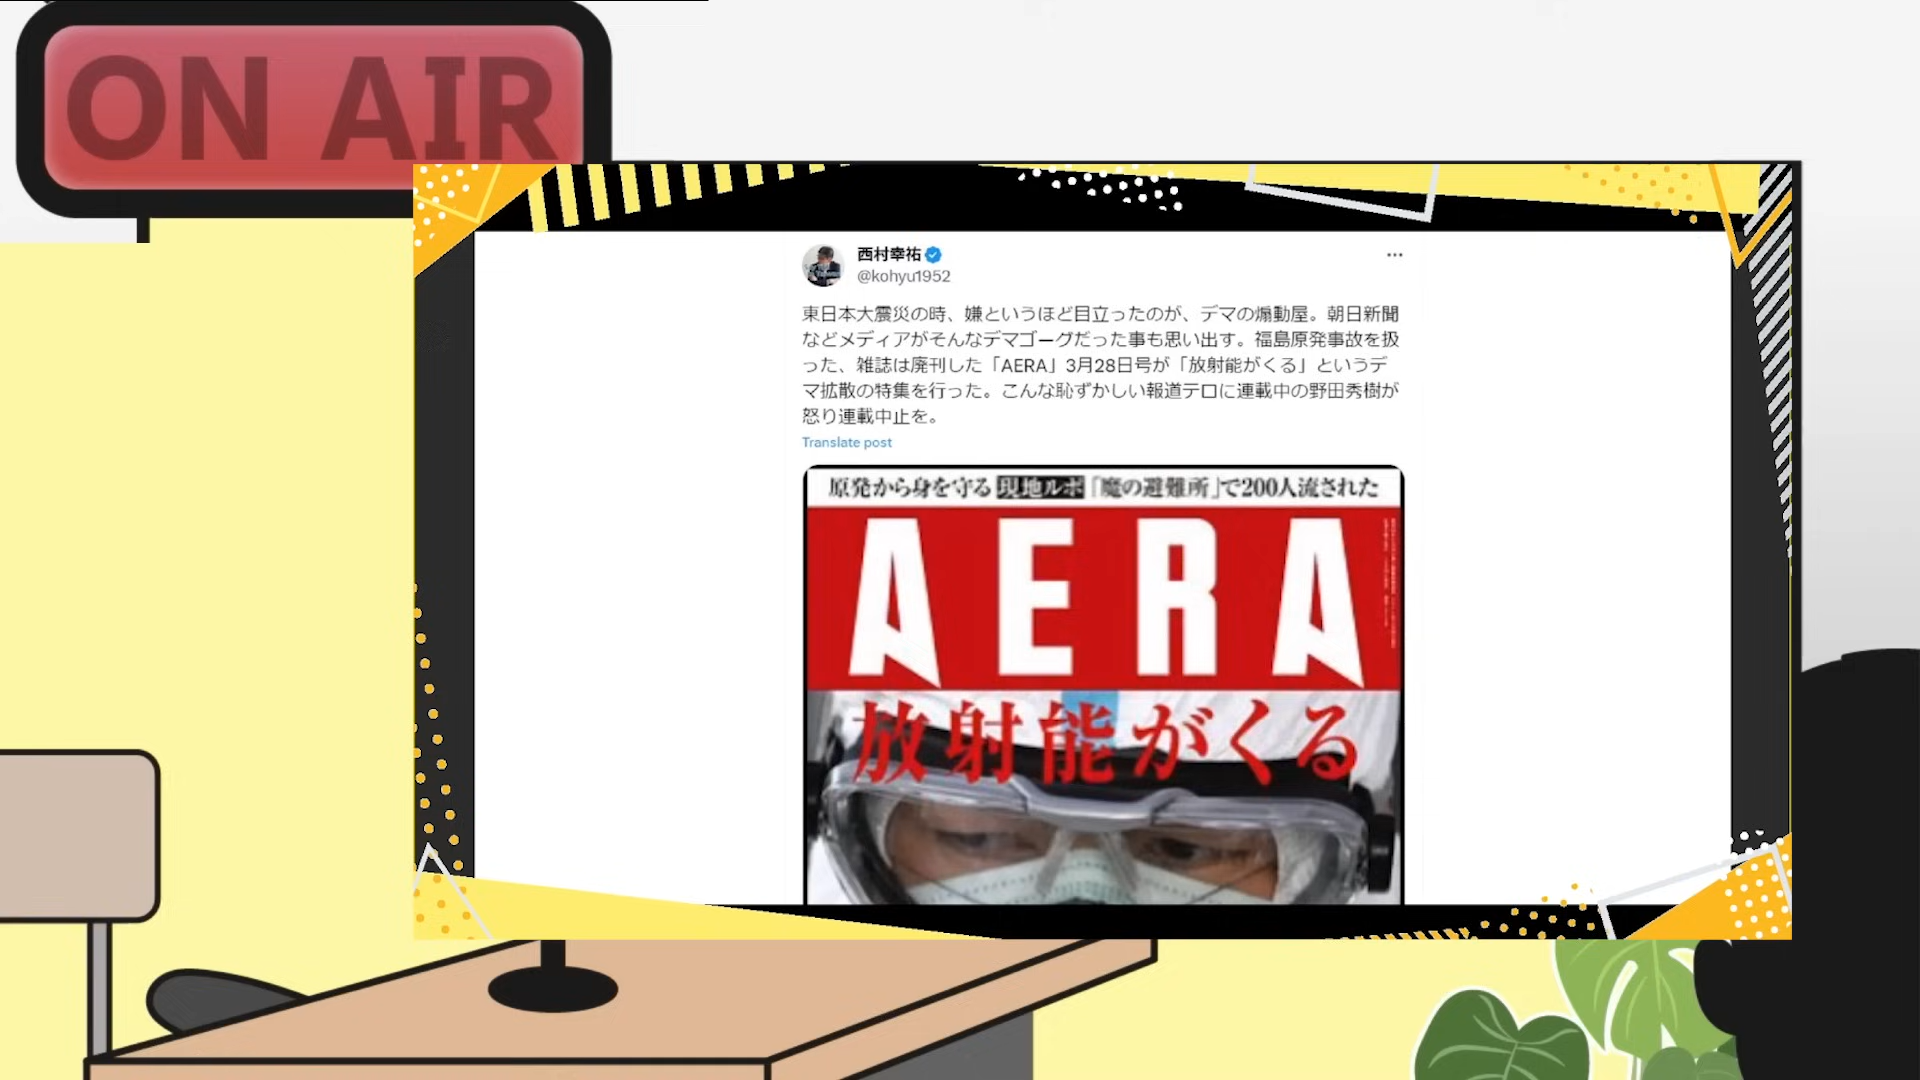 ON AIR
西村幸祐
@kohyu1952
東日本大震災の時、嫌というほど目立ったのが、デマの煽動屋。朝日新聞
などメディアがそんなデマゴーグだった事も思い出す。福島原発事故を扱
った、雑誌は廃刊した「AERA」3月28日号が「放射能がくる」というデ
マ拡散の特集を行った。こんな恥ずかしい報道テロに連載中の野田秀樹が
怒り連載中止を。
Translate post
原発から身を守る 現地ルポ「魔の避難所」で200人流された
AERA
放射能がくる